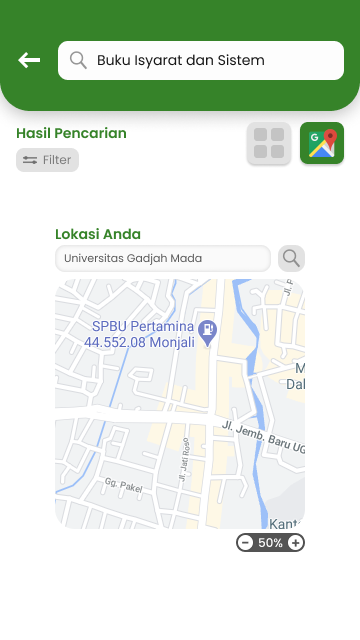 Buku Isyarat dan Sistem
Hasil Pencarian
Filter
Lokasi Anda
Universitas Gadjah Mada
Jl. P
SPBU Pertamina
44.552.08 Monjali
M
Dal
Jl. Jemb. Baru UG
Jl. Jati Roso
Gg. Pakel
Kant
50%